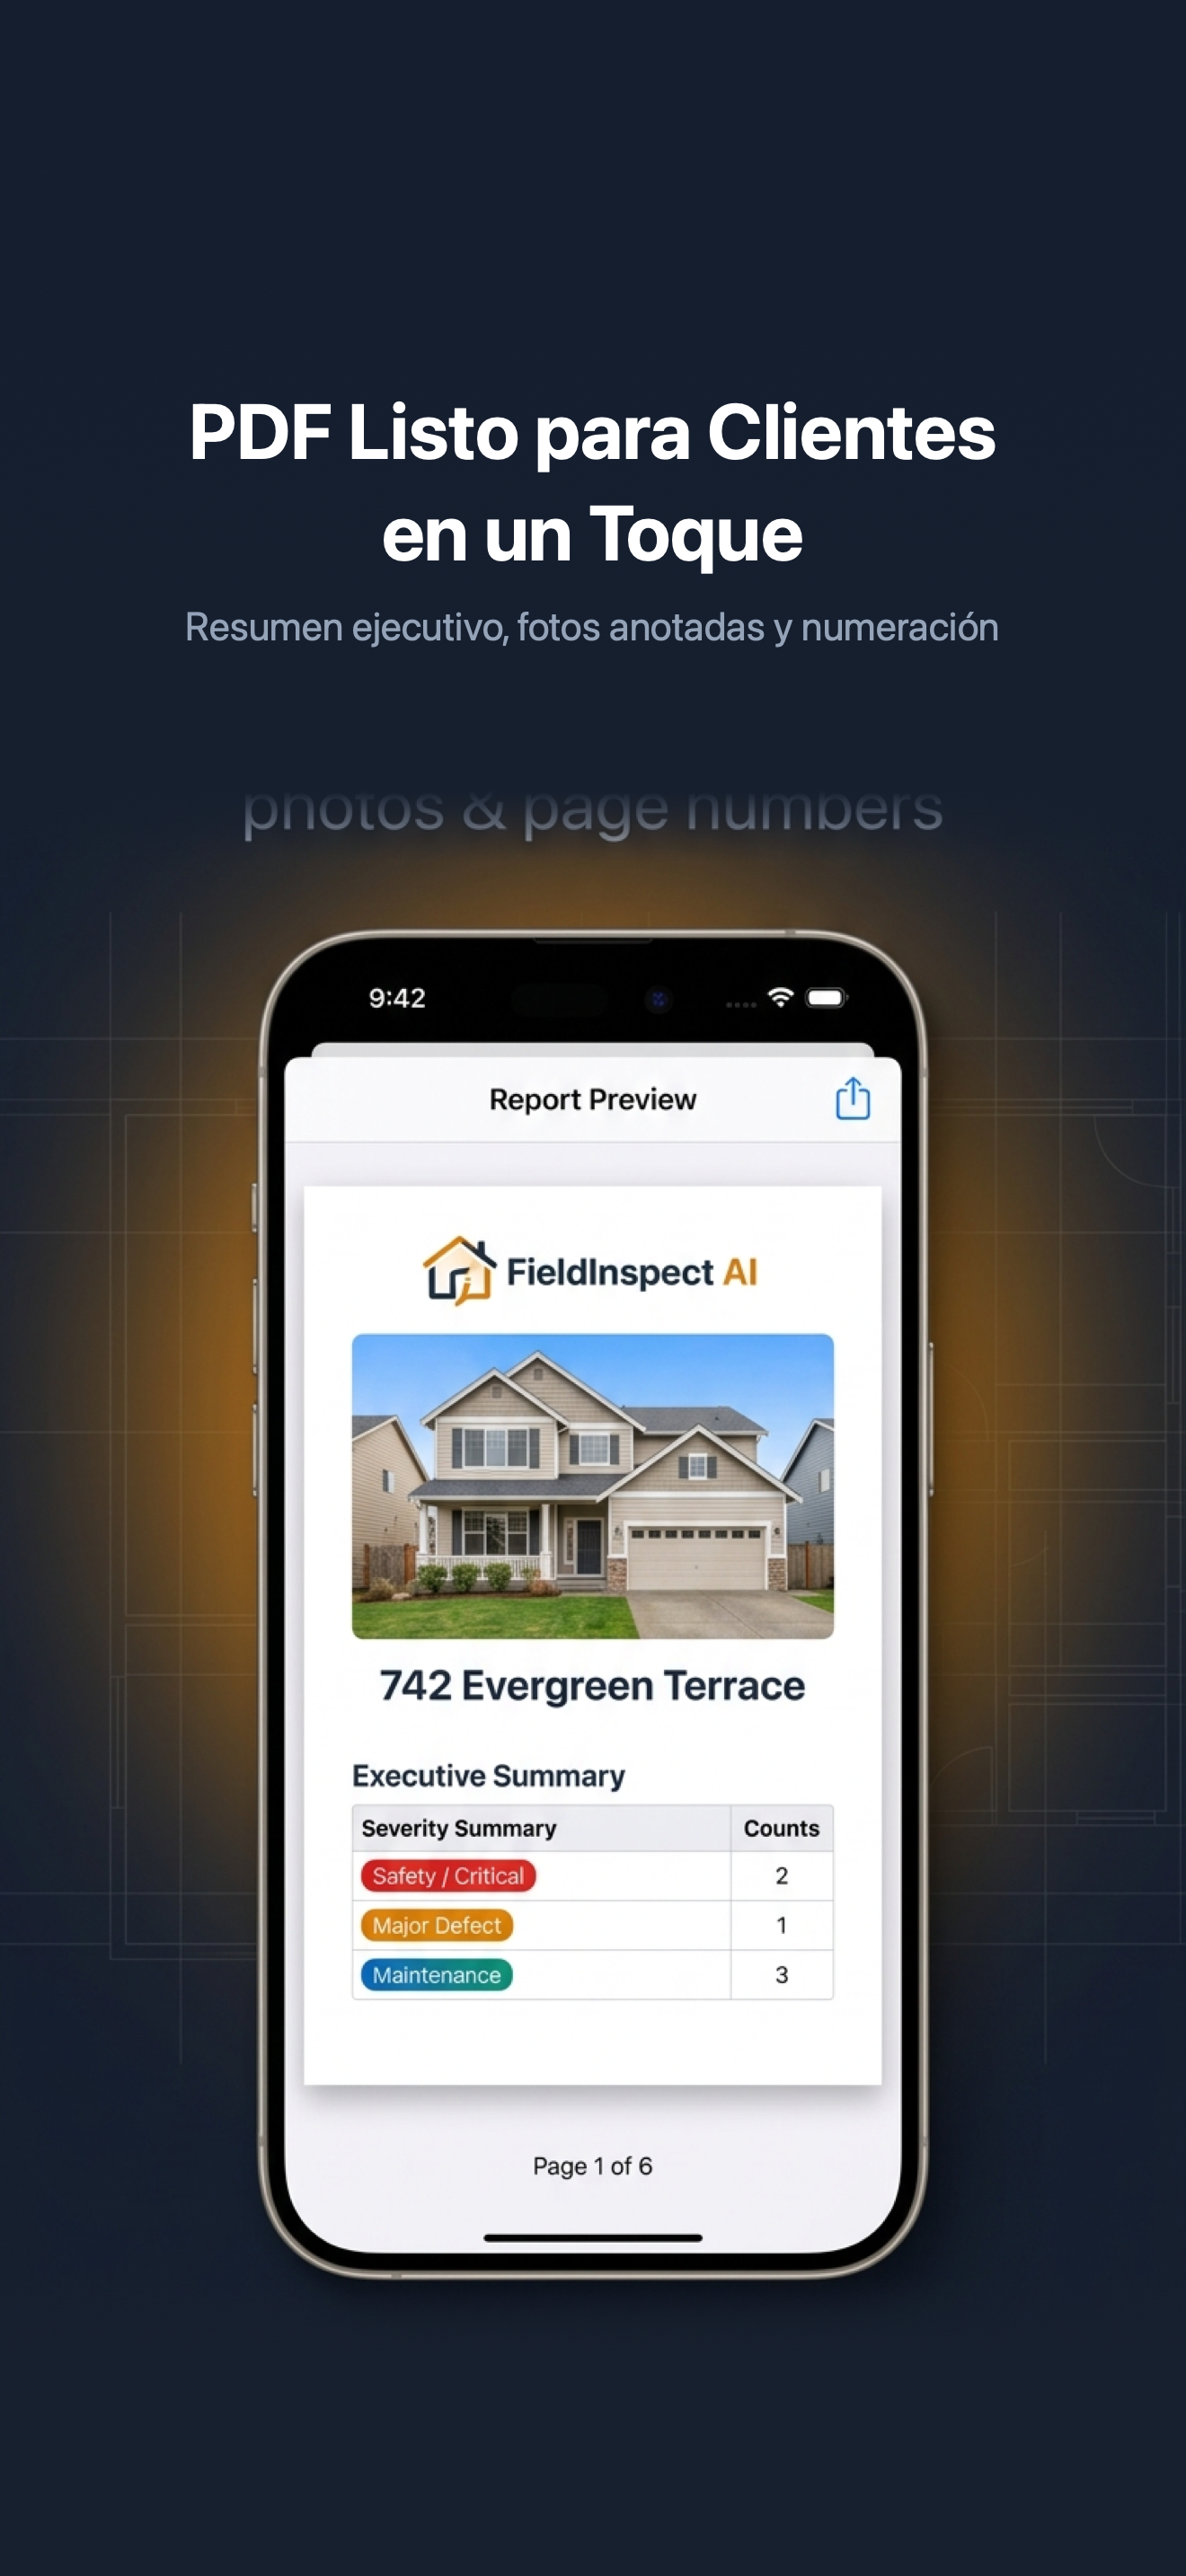 PDF Listo para Clientes
en un Toque
Resumen ejecutivo, fotos anotadas y numeración
photos & page numbers
9:42
Report Preview
FieldInspect AI
742 Evergreen Terrace
Executive Summary
Severity Summary Counts
Safety / Critical 2
Major Defect 1
Maintenance 3
Page 1 of 6